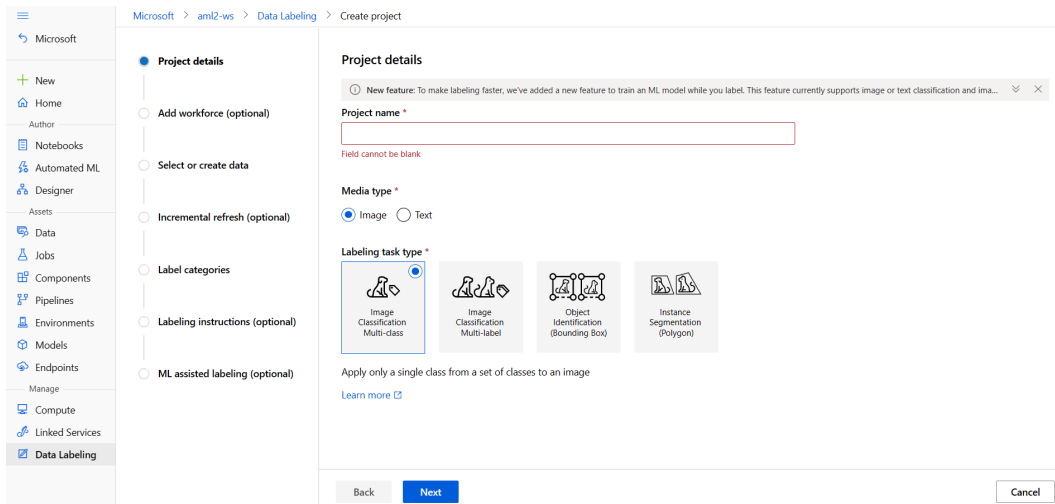 Microsoft > aml2-ws > Data Labeling > Create project
Microsoft
New
Home
Author
Notebooks
Automated ML
Designer
Assets
Data
Jobs
Components
Pipelines
Environments
Models
Endpoints
Manage
Compute
Linked Services
Data Labeling
Project details
Add workforce (optional)
Select or create data
Incremental refresh (optional)
Label categories
Labeling instructions (optional)
ML assisted labeling (optional)
Project details
New feature: To make labeling faster, we've added a new feature to train an ML model while you label. This feature currently supports image or text classification and ima...
Project name *
Field cannot be blank
Media type *
Image Text
Labeling task type *
Image
Classification
Multi-class
Image
Classification
Multi-label
Object
Identification
(Bounding Box)
Instance
Segmentation
(Polygon)
Apply only a single class from a set of classes to an image
Learn more
Back Next Cancel